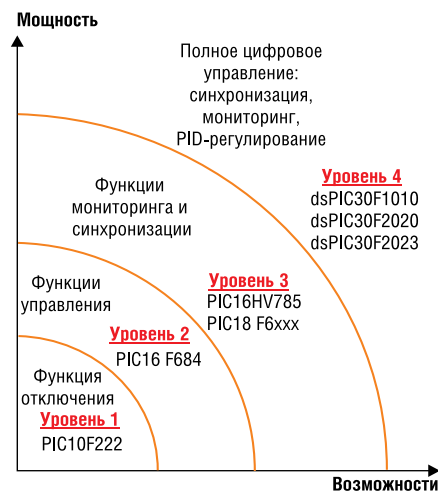 Мощность
Полное цифровое
управление:
синхронизация,
мониторинг,
PID-регулирование
Уровень 4
dsPIC30F1010
dsPIC30F2020
dsPIC30F2023
Функции
мониторинга и
синхронизации
Уровень 3
PIC16HV785
PIC18 F6xxx
Функции
управления
Уровень 2
PIC16 F684
Функция
отключения
Уровень 1
PIC10F222
Возможности